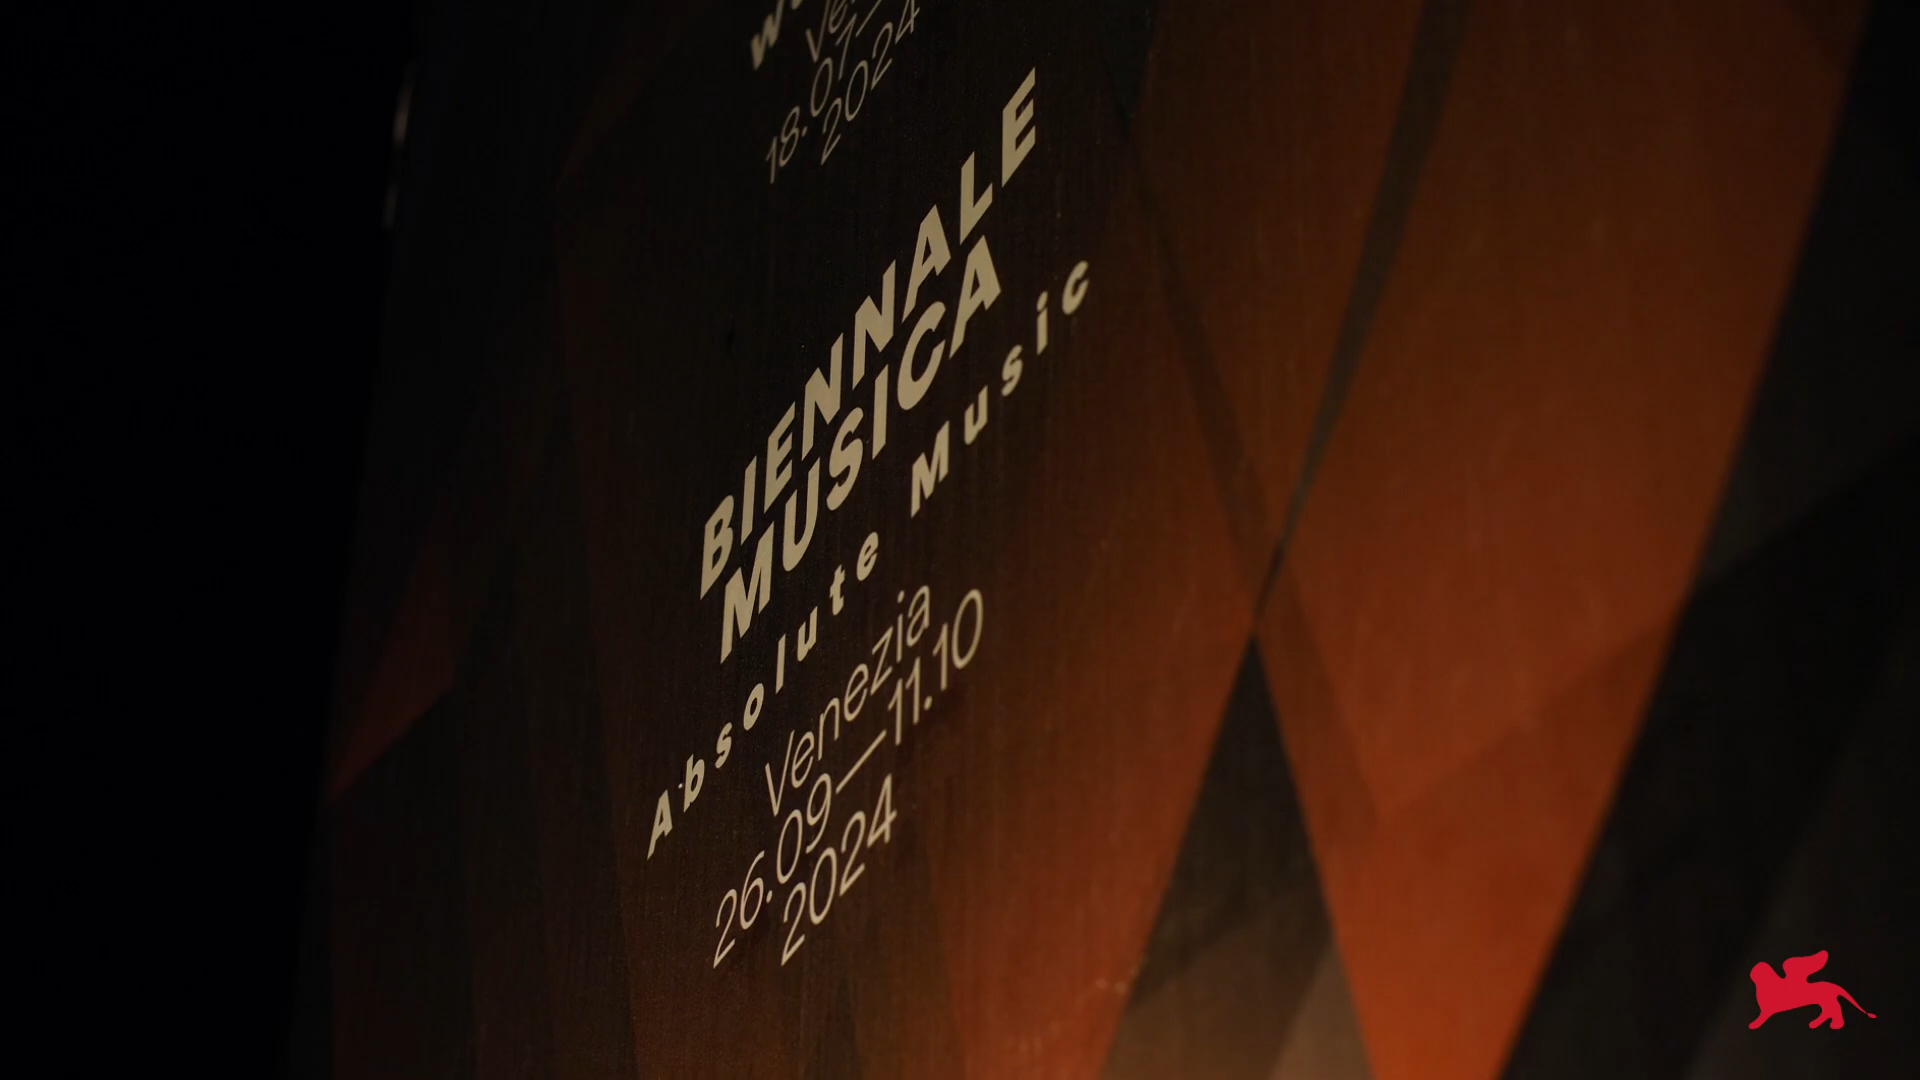 18.07—
2024
BIENNALE
MUSICA
Absolute Music
Venezia
26.09—11.10
2024